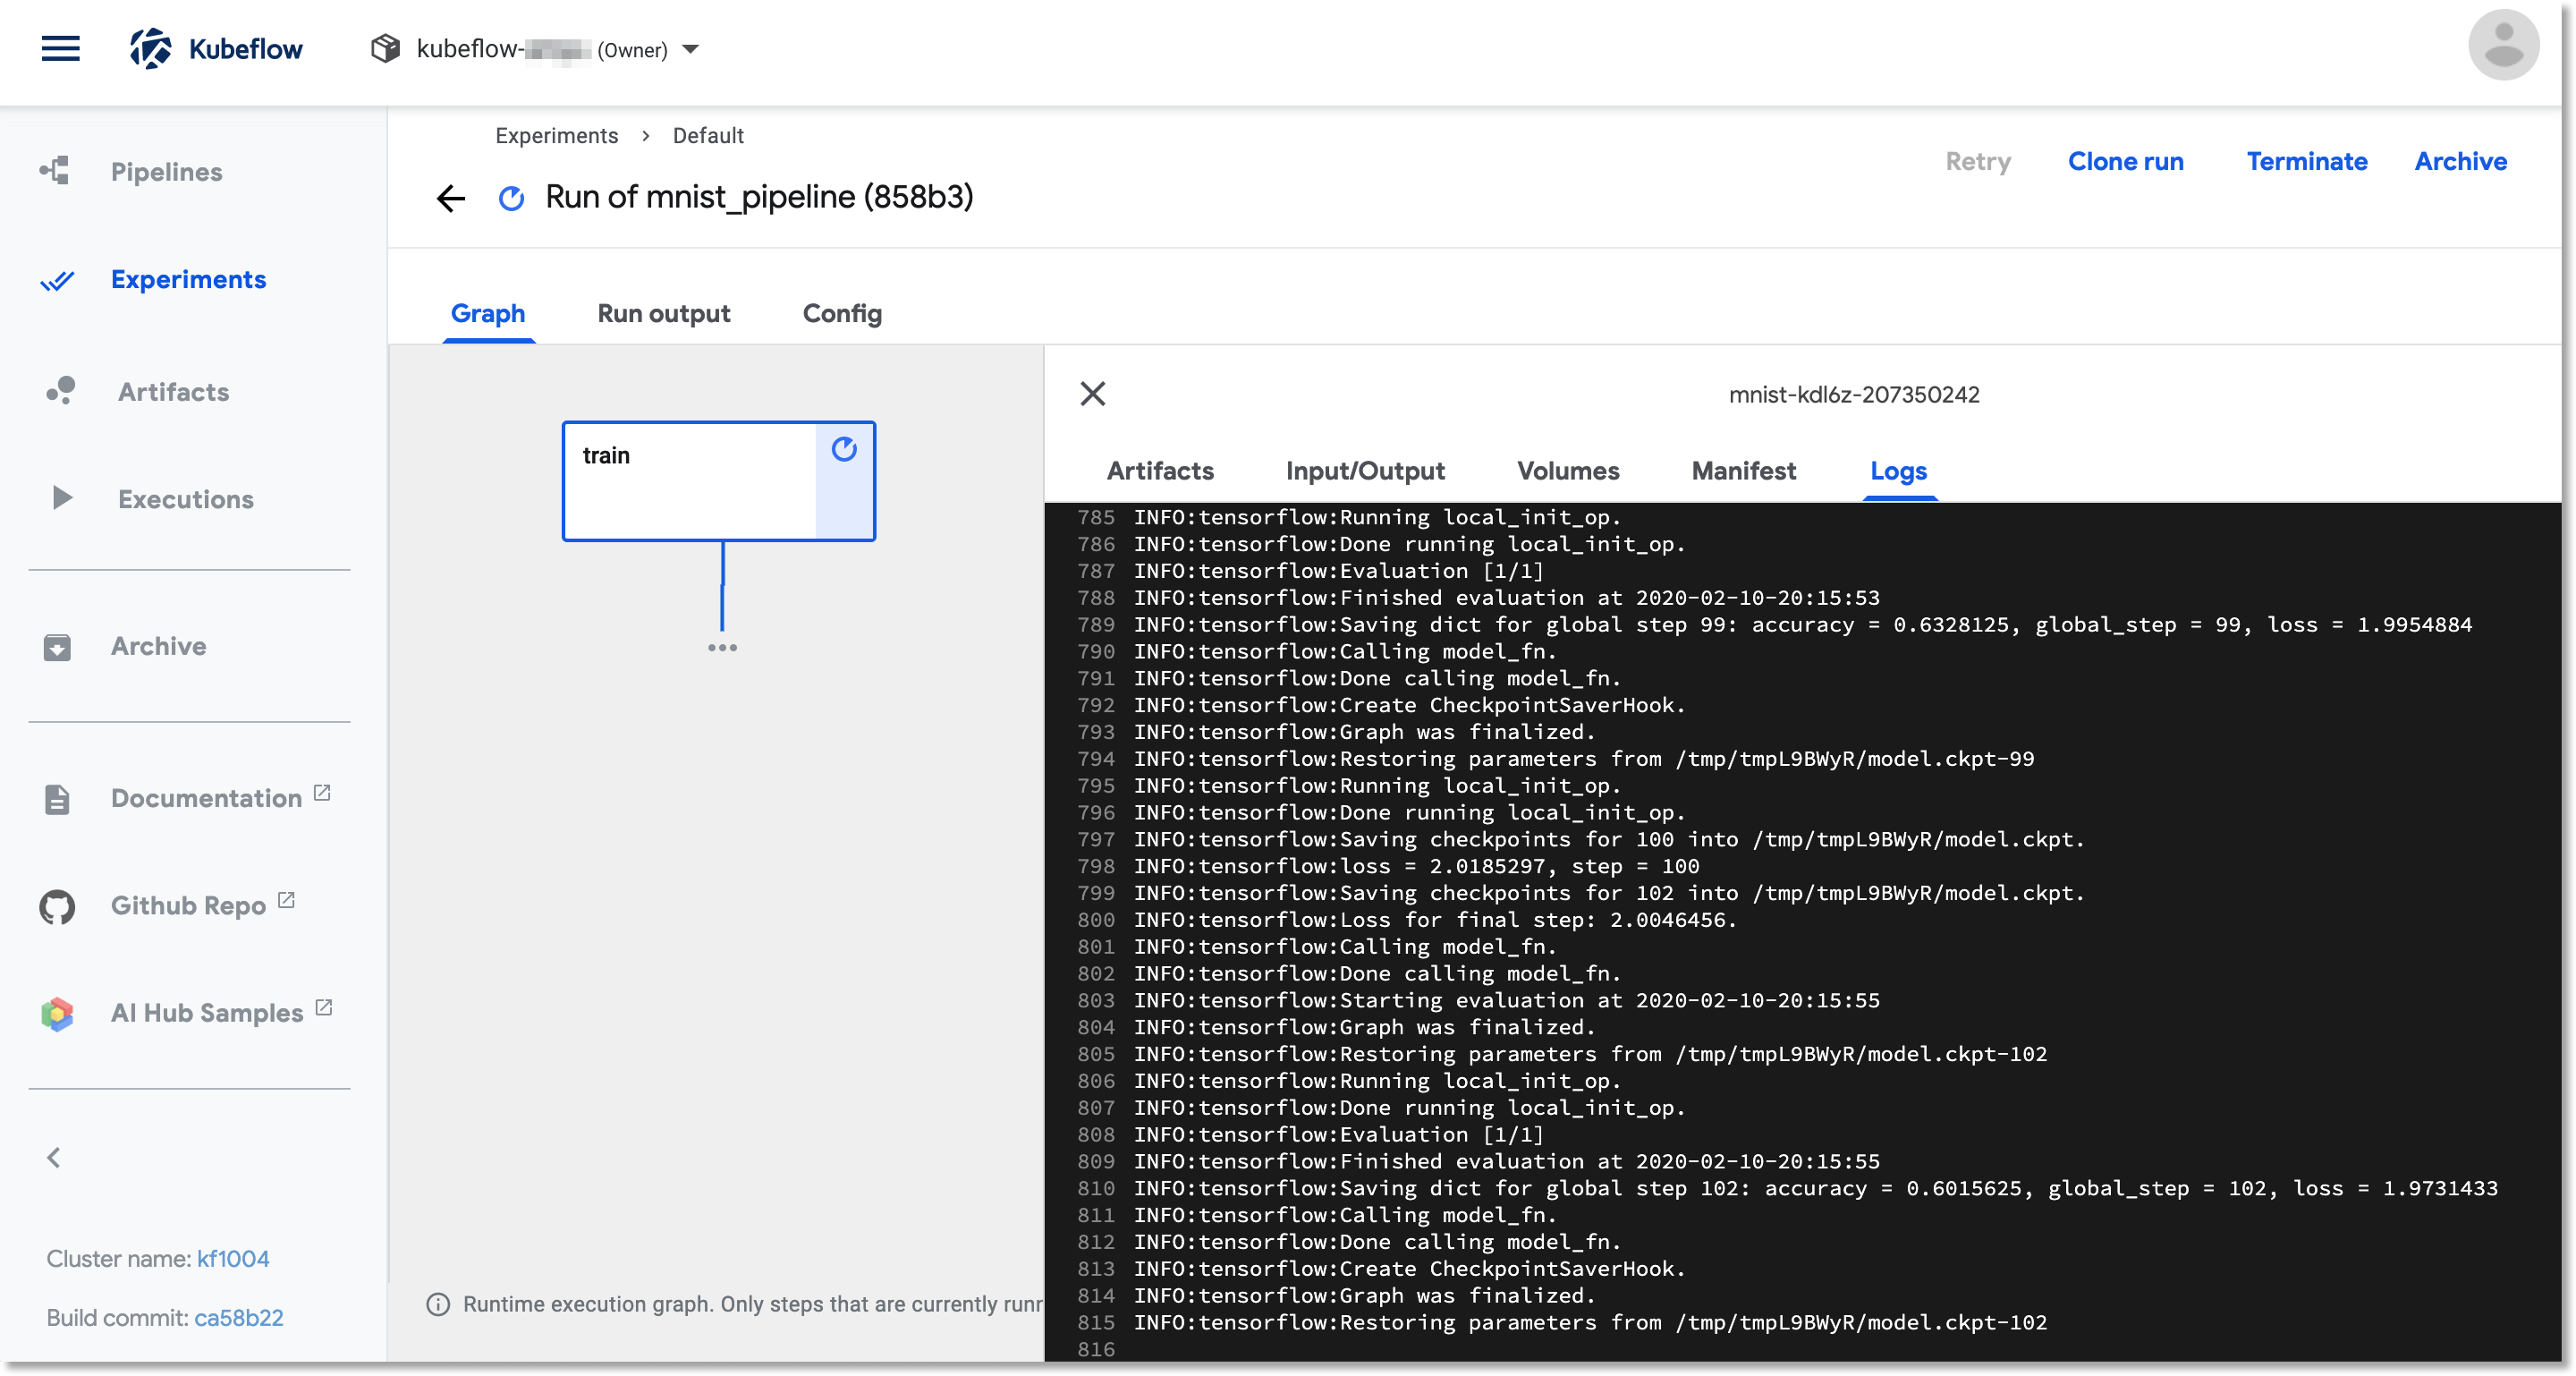 Kubeflow
kubeflow- (Owner)
Pipelines
Experiments
Artifacts
Executions
Archive
Documentation
Github Repo
AI Hub Samples
Cluster name: kf1004
Build commit: ca58b22
Experiments > Default
Run of mnist_pipeline (858b3)
Retry Clone run Terminate Archive
Graph Run output Config
train
Runtime execution graph. Only steps that are currently runr
mnist-kdl6z-207350242
Artifacts Input/Output Volumes Manifest Logs
785 INFO:tensorflow:Running local_init_op.
786 INFO:tensorflow:Done running local_init_op.
787 INFO:tensorflow:Evaluation [1/1]
788 INFO:tensorflow:Finished evaluation at 2020-02-10-20:15:53
789 INFO:tensorflow:Saving dict for global step 99: accuracy = 0.6328125, global_step = 99, loss = 1.9954884
790 INFO:tensorflow:Calling model_fn.
791 INFO:tensorflow:Done calling model_fn.
792 INFO:tensorflow:Create CheckpointSaverHook.
793 INFO:tensorflow:Graph was finalized.
794 INFO:tensorflow:Restoring parameters from /tmp/tmpL9BWyR/model.ckpt-99
795 INFO:tensorflow:Running local_init_op.
796 INFO:tensorflow:Done running local_init_op.
797 INFO:tensorflow:Saving checkpoints for 100 into /tmp/tmpL9BWyR/model.ckpt.
798 INFO:tensorflow:loss = 2.0185297, step = 100
799 INFO:tensorflow:Saving checkpoints for 102 into /tmp/tmpL9BWyR/model.ckpt.
800 INFO:tensorflow:Loss for final step: 2.0046456.
801 INFO:tensorflow:Calling model_fn.
802 INFO:tensorflow:Done calling model_fn.
803 INFO:tensorflow:Starting evaluation at 2020-02-10-20:15:55
804 INFO:tensorflow:Graph was finalized.
805 INFO:tensorflow:Restoring parameters from /tmp/tmpL9BWyR/model.ckpt-102
806 INFO:tensorflow:Running local_init_op.
807 INFO:tensorflow:Done running local_init_op.
808 INFO:tensorflow:Evaluation [1/1]
809 INFO:tensorflow:Finished evaluation at 2020-02-10-20:15:55
810 INFO:tensorflow:Saving dict for global step 102: accuracy = 0.6015625, global_step = 102, loss = 1.9731433
811 INFO:tensorflow:Calling model_fn.
812 INFO:tensorflow:Done calling model_fn.
813 INFO:tensorflow:Create CheckpointSaverHook.
814 INFO:tensorflow:Graph was finalized.
815 INFO:tensorflow:Restoring parameters from /tmp/tmpL9BWyR/model.ckpt-102
816